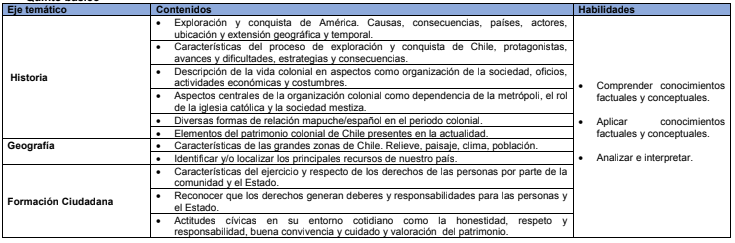 Quinto básico
Eje temático Contenidos Habilidades
• Exploración y conquista de América. Causas, consecuencias, países, actores,
ubicación y extensión geográfica y temporal.
• Características del proceso de exploración y conquista de Chile, protagonistas,
avances y dificultades, estrategias y consecuencias.
• Descripción de la vida colonial en aspectos como organización de la sociedad, oficios,
actividades económicas y costumbres.
Historia
• Aspectos centrales de la organización colonial como dependencia de la metrópoli, el rol
de la iglesia católica y la sociedad mestiza.
• Diversas formas de relación mapuche/español en el periodo colonial.
• Elementos del patrimonio colonial de Chile presentes en la actualidad.
Geografía
• Características de las grandes zonas de Chile. Relieve, paisaje, clima, población.
• Identificar y/o localizar los principales recursos de nuestro país.
Formación Ciudadana
• Características del ejercicio y respeto de los derechos de las personas por parte de la
comunidad y el Estado.
• Reconocer que los derechos generan deberes y responsabilidades para las personas y
el Estado.
• Actitudes cívicas en su entorno cotidiano como la honestidad, respeto y
responsabilidad, buena convivencia y cuidado y valoración del patrimonio.
• Comprender conocimientos
factuales y conceptuales.
• Aplicar conocimientos
factuales y conceptuales.
• Analizar e interpretar.